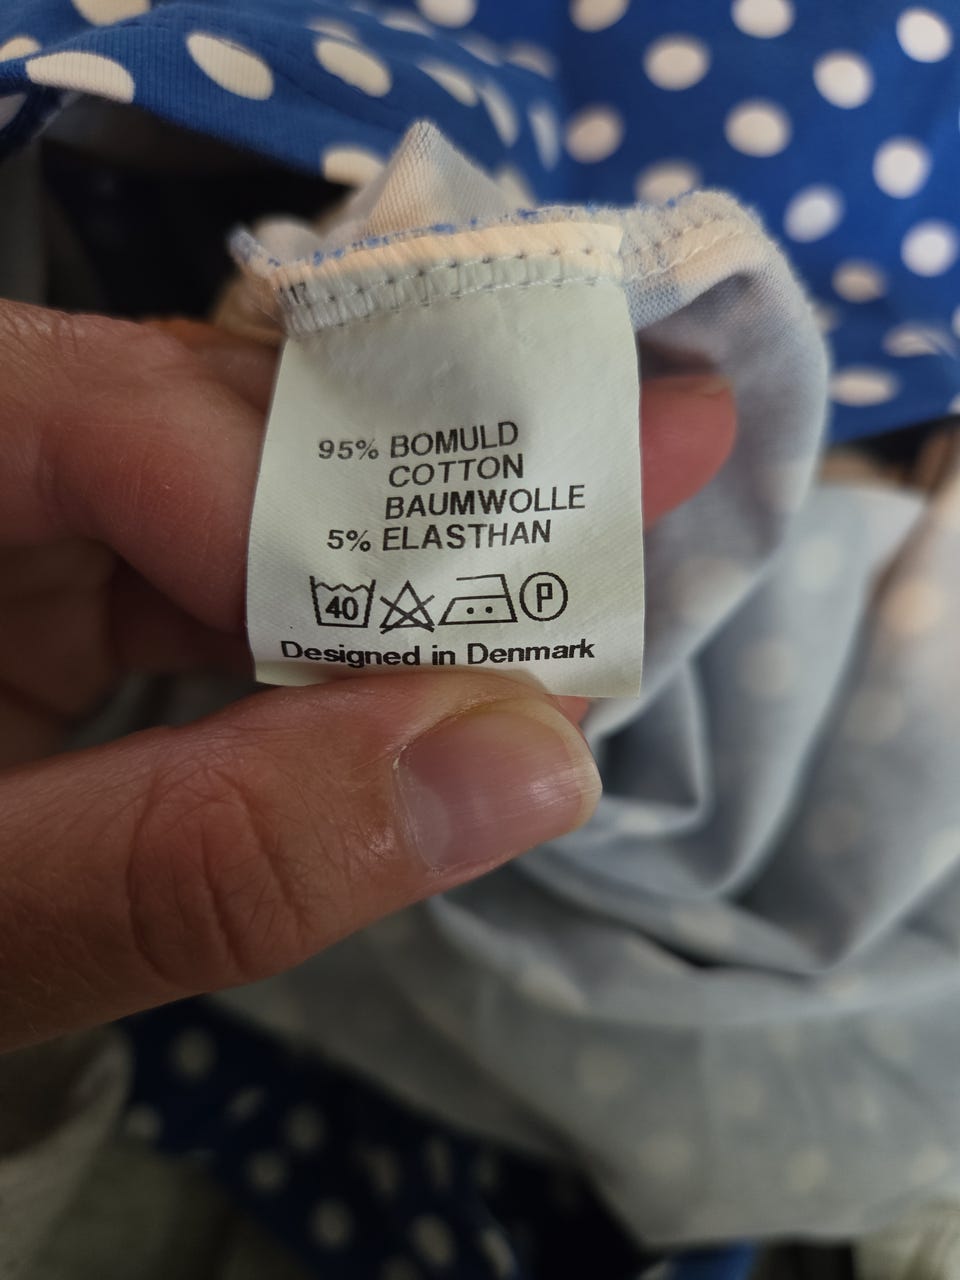 95% BOMULD
COTTON
BAUMWOLLE
5% ELASTHAN
40 P
Designed in Denmark